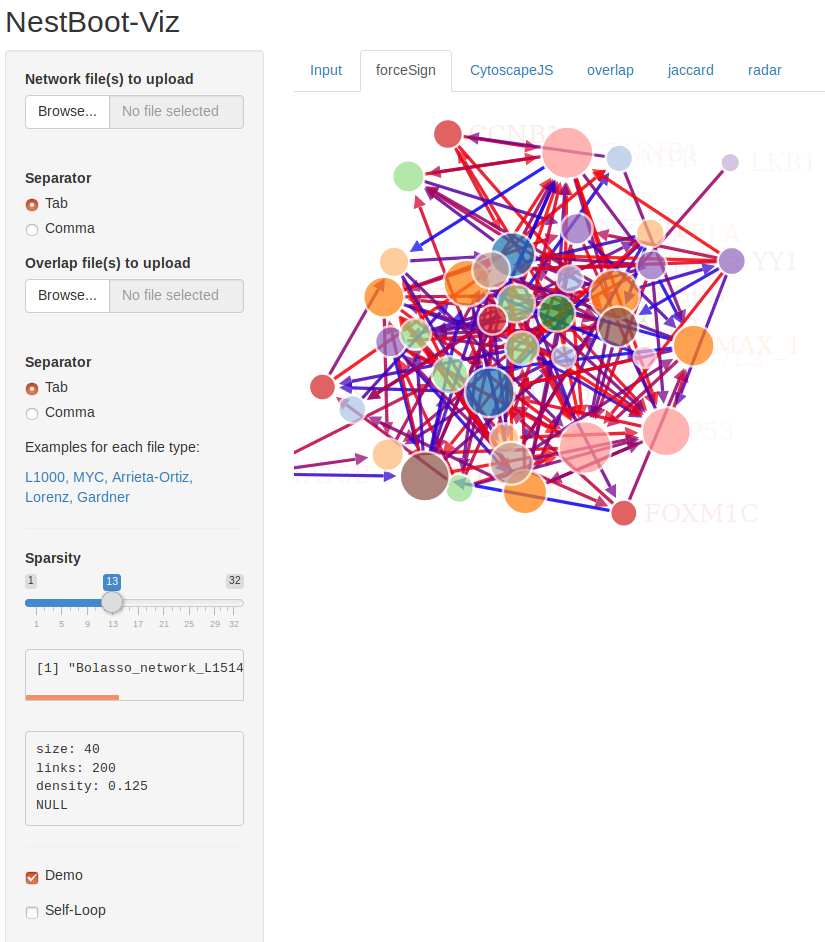 NestBoot-Viz
Network file(s) to upload
Browse... No file selected
Separator
Tab
Comma
Overlap file(s) to upload
Browse... No file selected
Separator
Tab
Comma
Examples for each file type:
L1000, MYC, Arrieta-Ortiz,
Lorenz, Gardner
Sparsity
1 13 32
1 5 9 13 17 21 25 29 32
[1] "Bolasso_network_L1514
size: 40
links: 200
density: 0.125
NULL
Demo
Self-Loop
Input forceSign CytoscapeJS overlap jaccard radar
CCNB1
LKB1
YY1
MAX_1
FOXM1C